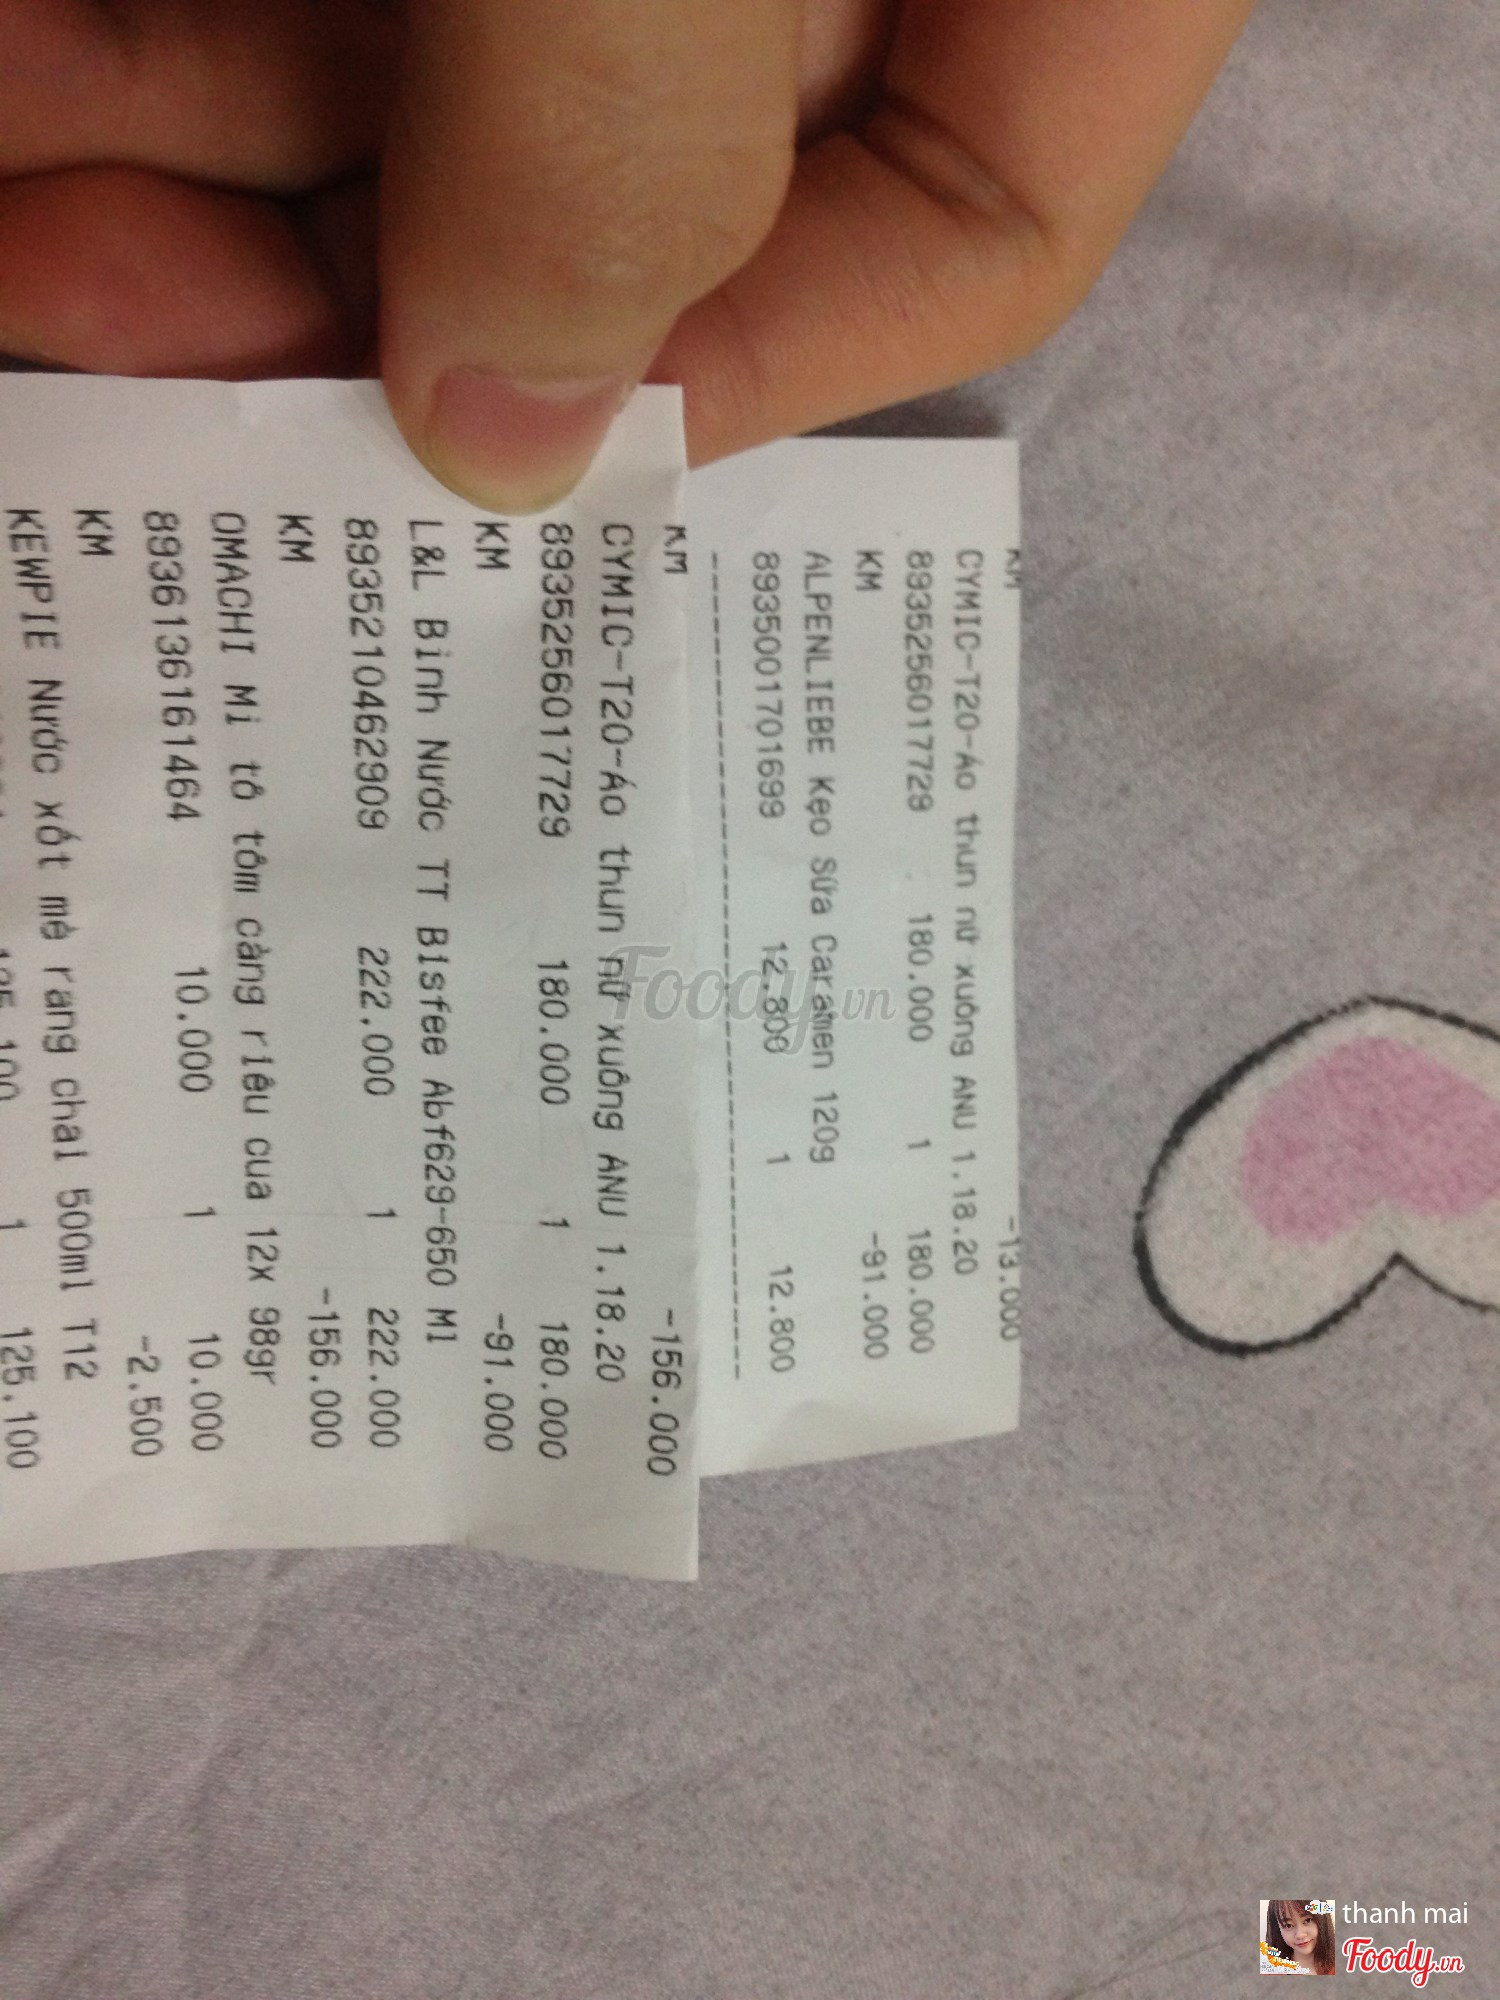 KM -13.000
CYMIC-T20-Áo thun nữ xuông ANU 1.18.20
8935256017729 180.000 1 180.000
KM -91.000
ALPENLIEBE Kẹo Sữa Caramen 120g
8935001701699 12.800 1 12.800
KM -156.000
CYMIC-T20-Áo thun nữ xuông ANU 1.18.20
8935256017729 180.000 1 180.000
KM -91.000
L&L Bình Nước TT Bisfee Abf629-650 Ml
8935210462909 222.000 1 222.000
KM -156.000
OMACHI Mì tô tôm càng riêu cua 12X 98gr
8936136161464 10.000 1 10.000
KM -2.500
KEWPIE Nước xốt mè rang chai 500ml T12
1 125.100
Foody.vn
thanh mai
Foody.vn